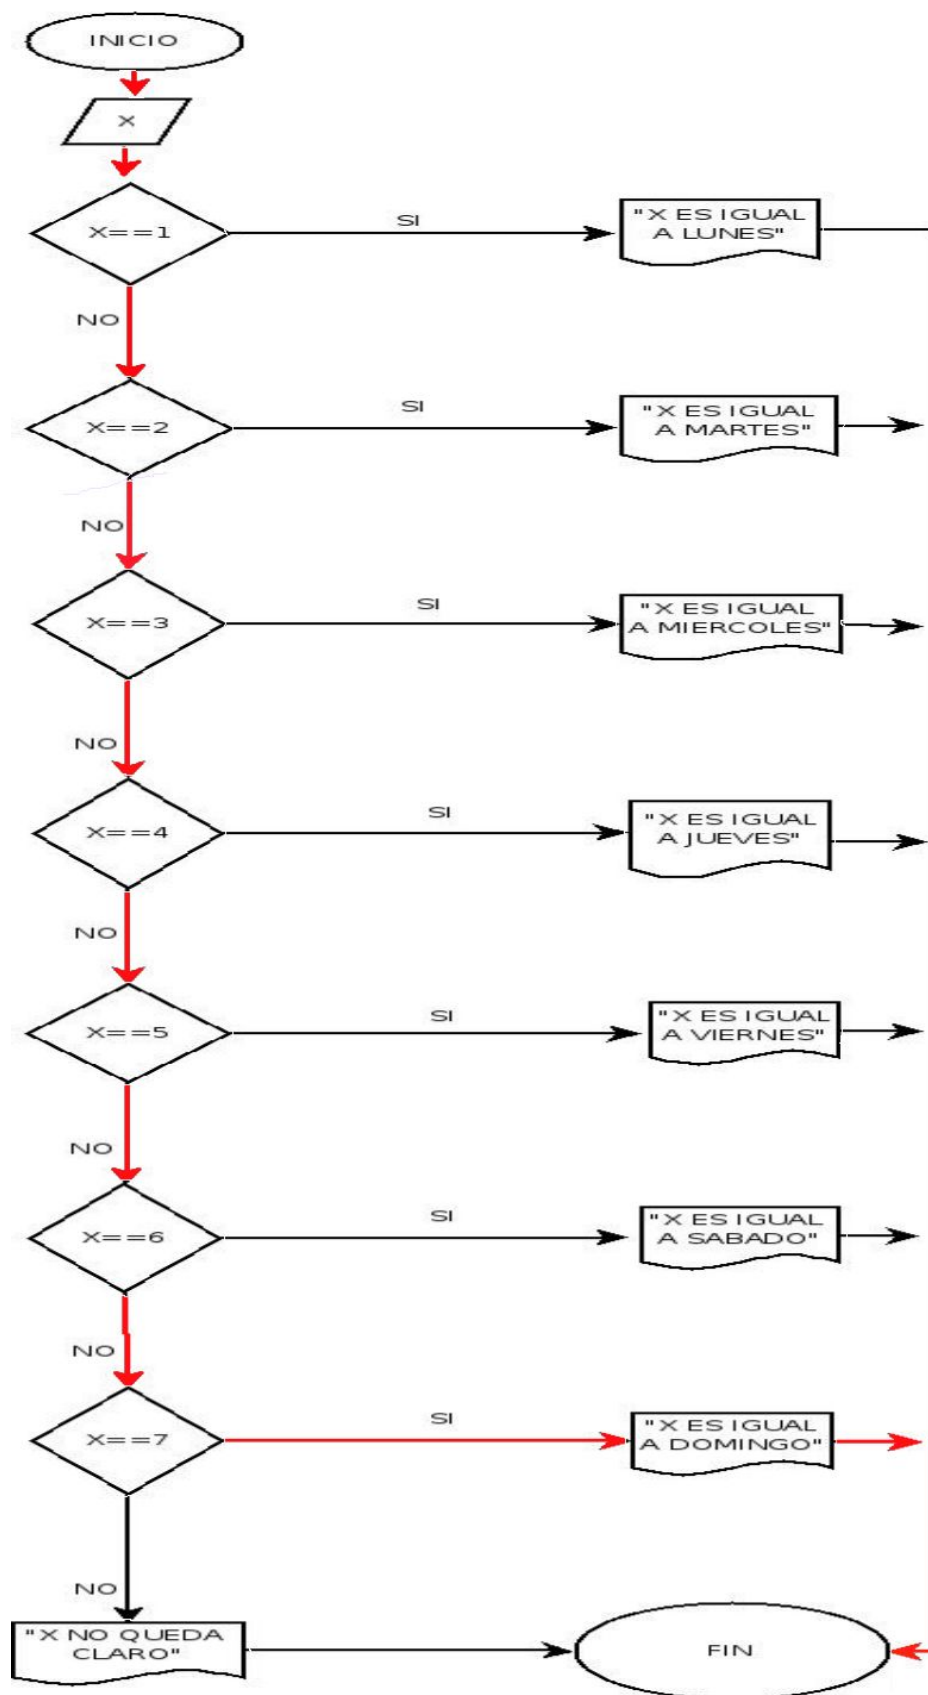 INICIO
X
X==1
SI
"X ES IGUAL
A LUNES"
NO
X==2
SI
"X ES IGUAL
A MARTES"
NO
X==3
SI
"X ES IGUAL
A MIERCOLES"
NO
X==4
SI
"X ES IGUAL
A JUEVES"
NO
X==5
SI
"X ES IGUAL
A VIERNES"
NO
X==6
SI
"X ES IGUAL
A SABADO"
NO
X==7
SI
"X ES IGUAL
A DOMINGO"
NO
"X NO QUEDA
CLARO"
FIN